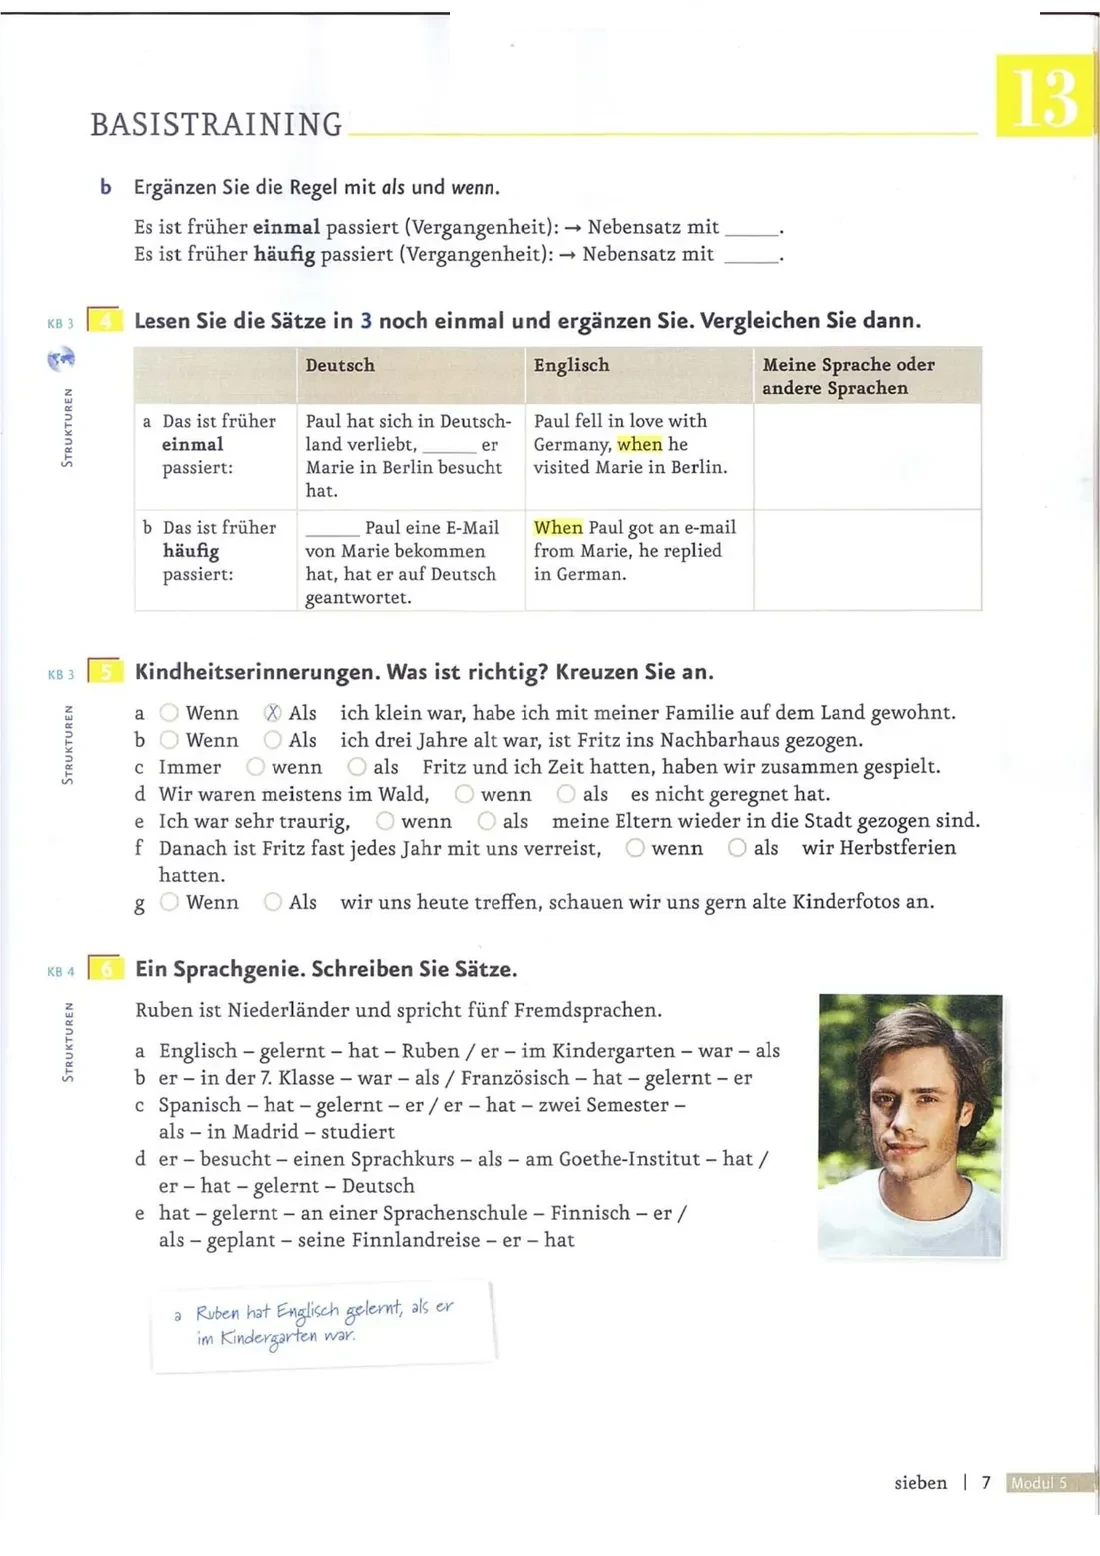 13
BASISTRAINING
b Ergänzen Sie die Regel mit als und wenn.
Es ist früher einmal passiert (Vergangenheit): → Nebensatz mit ______.
Es ist früher häufig passiert (Vergangenheit): → Nebensatz mit ______.
KB 3 4 Lesen Sie die Sätze in 3 noch einmal und ergänzen Sie. Vergleichen Sie dann.
STRUKTUREN
Deutsch
Englisch
Meine Sprache oder
andere Sprachen
a Das ist früher
einmal
passiert:
Paul hat sich in Deutsch-
land verliebt, ______ er
Marie in Berlin besucht
hat.
Paul fell in love with
Germany, when he
visited Marie in Berlin.
b Das ist früher
häufig
passiert:
______ Paul eine E-Mail
von Marie bekommen
hat, hat er auf Deutsch
geantwortet.
When Paul got an e-mail
from Marie, he replied
in German.
KB 3 5 Kindheitserinnerungen. Was ist richtig? Kreuzen Sie an.
STRUKTUREN
a ○ Wenn ⊗ Als ich klein war, habe ich mit meiner Familie auf dem Land gewohnt.
b ○ Wenn ○ Als ich drei Jahre alt war, ist Fritz ins Nachbarhaus gezogen.
c Immer ○ wenn ○ als Fritz und ich Zeit hatten, haben wir zusammen gespielt.
d Wir waren meistens im Wald, ○ wenn ○ als es nicht geregnet hat.
e Ich war sehr traurig, ○ wenn ○ als meine Eltern wieder in die Stadt gezogen sind.
f Danach ist Fritz fast jedes Jahr mit uns verreist, ○ wenn ○ als wir Herbstferien
hatten.
g ○ Wenn ○ Als wir uns heute treffen, schauen wir uns gern alte Kinderfotos an.
KB 4 6 Ein Sprachgenie. Schreiben Sie Sätze.
STRUKTUREN
Ruben ist Niederländer und spricht fünf Fremdsprachen.
a Englisch – gelernt – hat – Ruben / er – im Kindergarten – war – als
b er – in der 7. Klasse – war – als / Französisch – hat – gelernt – er
c Spanisch – hat – gelernt – er / er – hat – zwei Semester –
als – in Madrid – studiert
d er – besucht – einen Sprachkurs – als – am Goethe-Institut – hat /
er – hat – gelernt – Deutsch
e hat – gelernt – an einer Sprachenschule – Finnisch – er /
als – geplant – seine Finnlandreise – er – hat
a Ruben hat Englisch gelernt, als er
im Kindergarten war.
sieben | 7 Modul 5